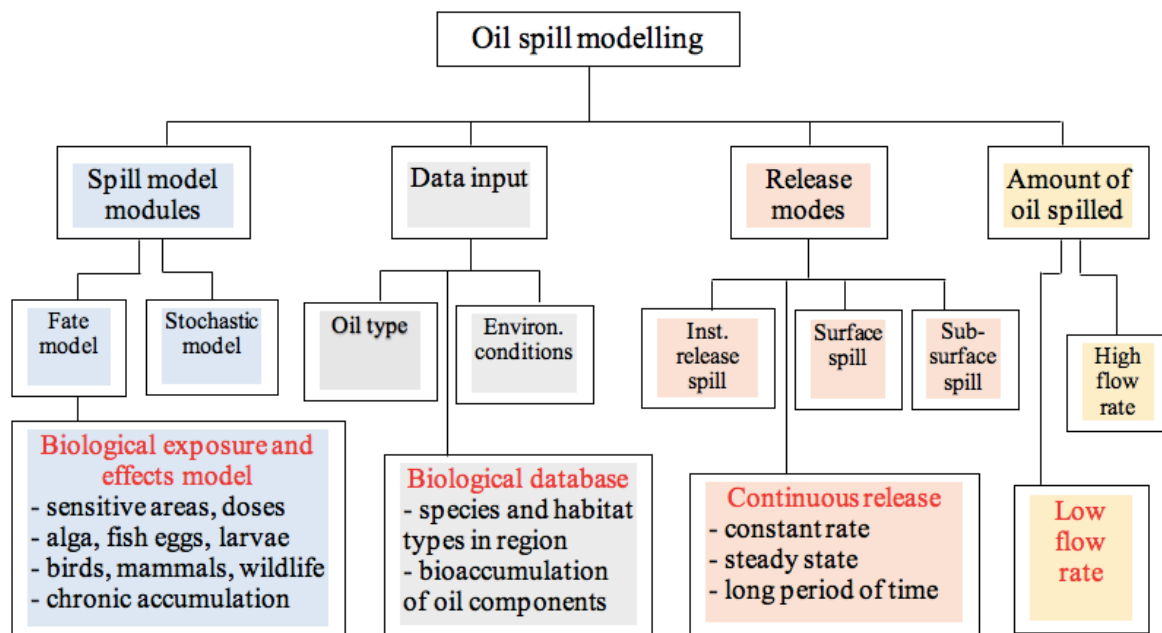 Oil spill modelling
Spill model
modules
Data input
Release
modes
Amount of
oil spilled
Fate
model
Stochastic
model
Oil type
Environ.
conditions
Inst.
release
spill
Surface
spill
Sub-
surface
spill
High
flow
rate
Biological exposure and
effects model
- sensitive areas, doses
- alga, fish eggs, larvae
- birds, mammals, wildlife
- chronic accumulation
Biological database
- species and habitat
types in region
- bioaccumulation
of oil components
Continuous release
- constant rate
- steady state
- long period of time
Low
flow
rate